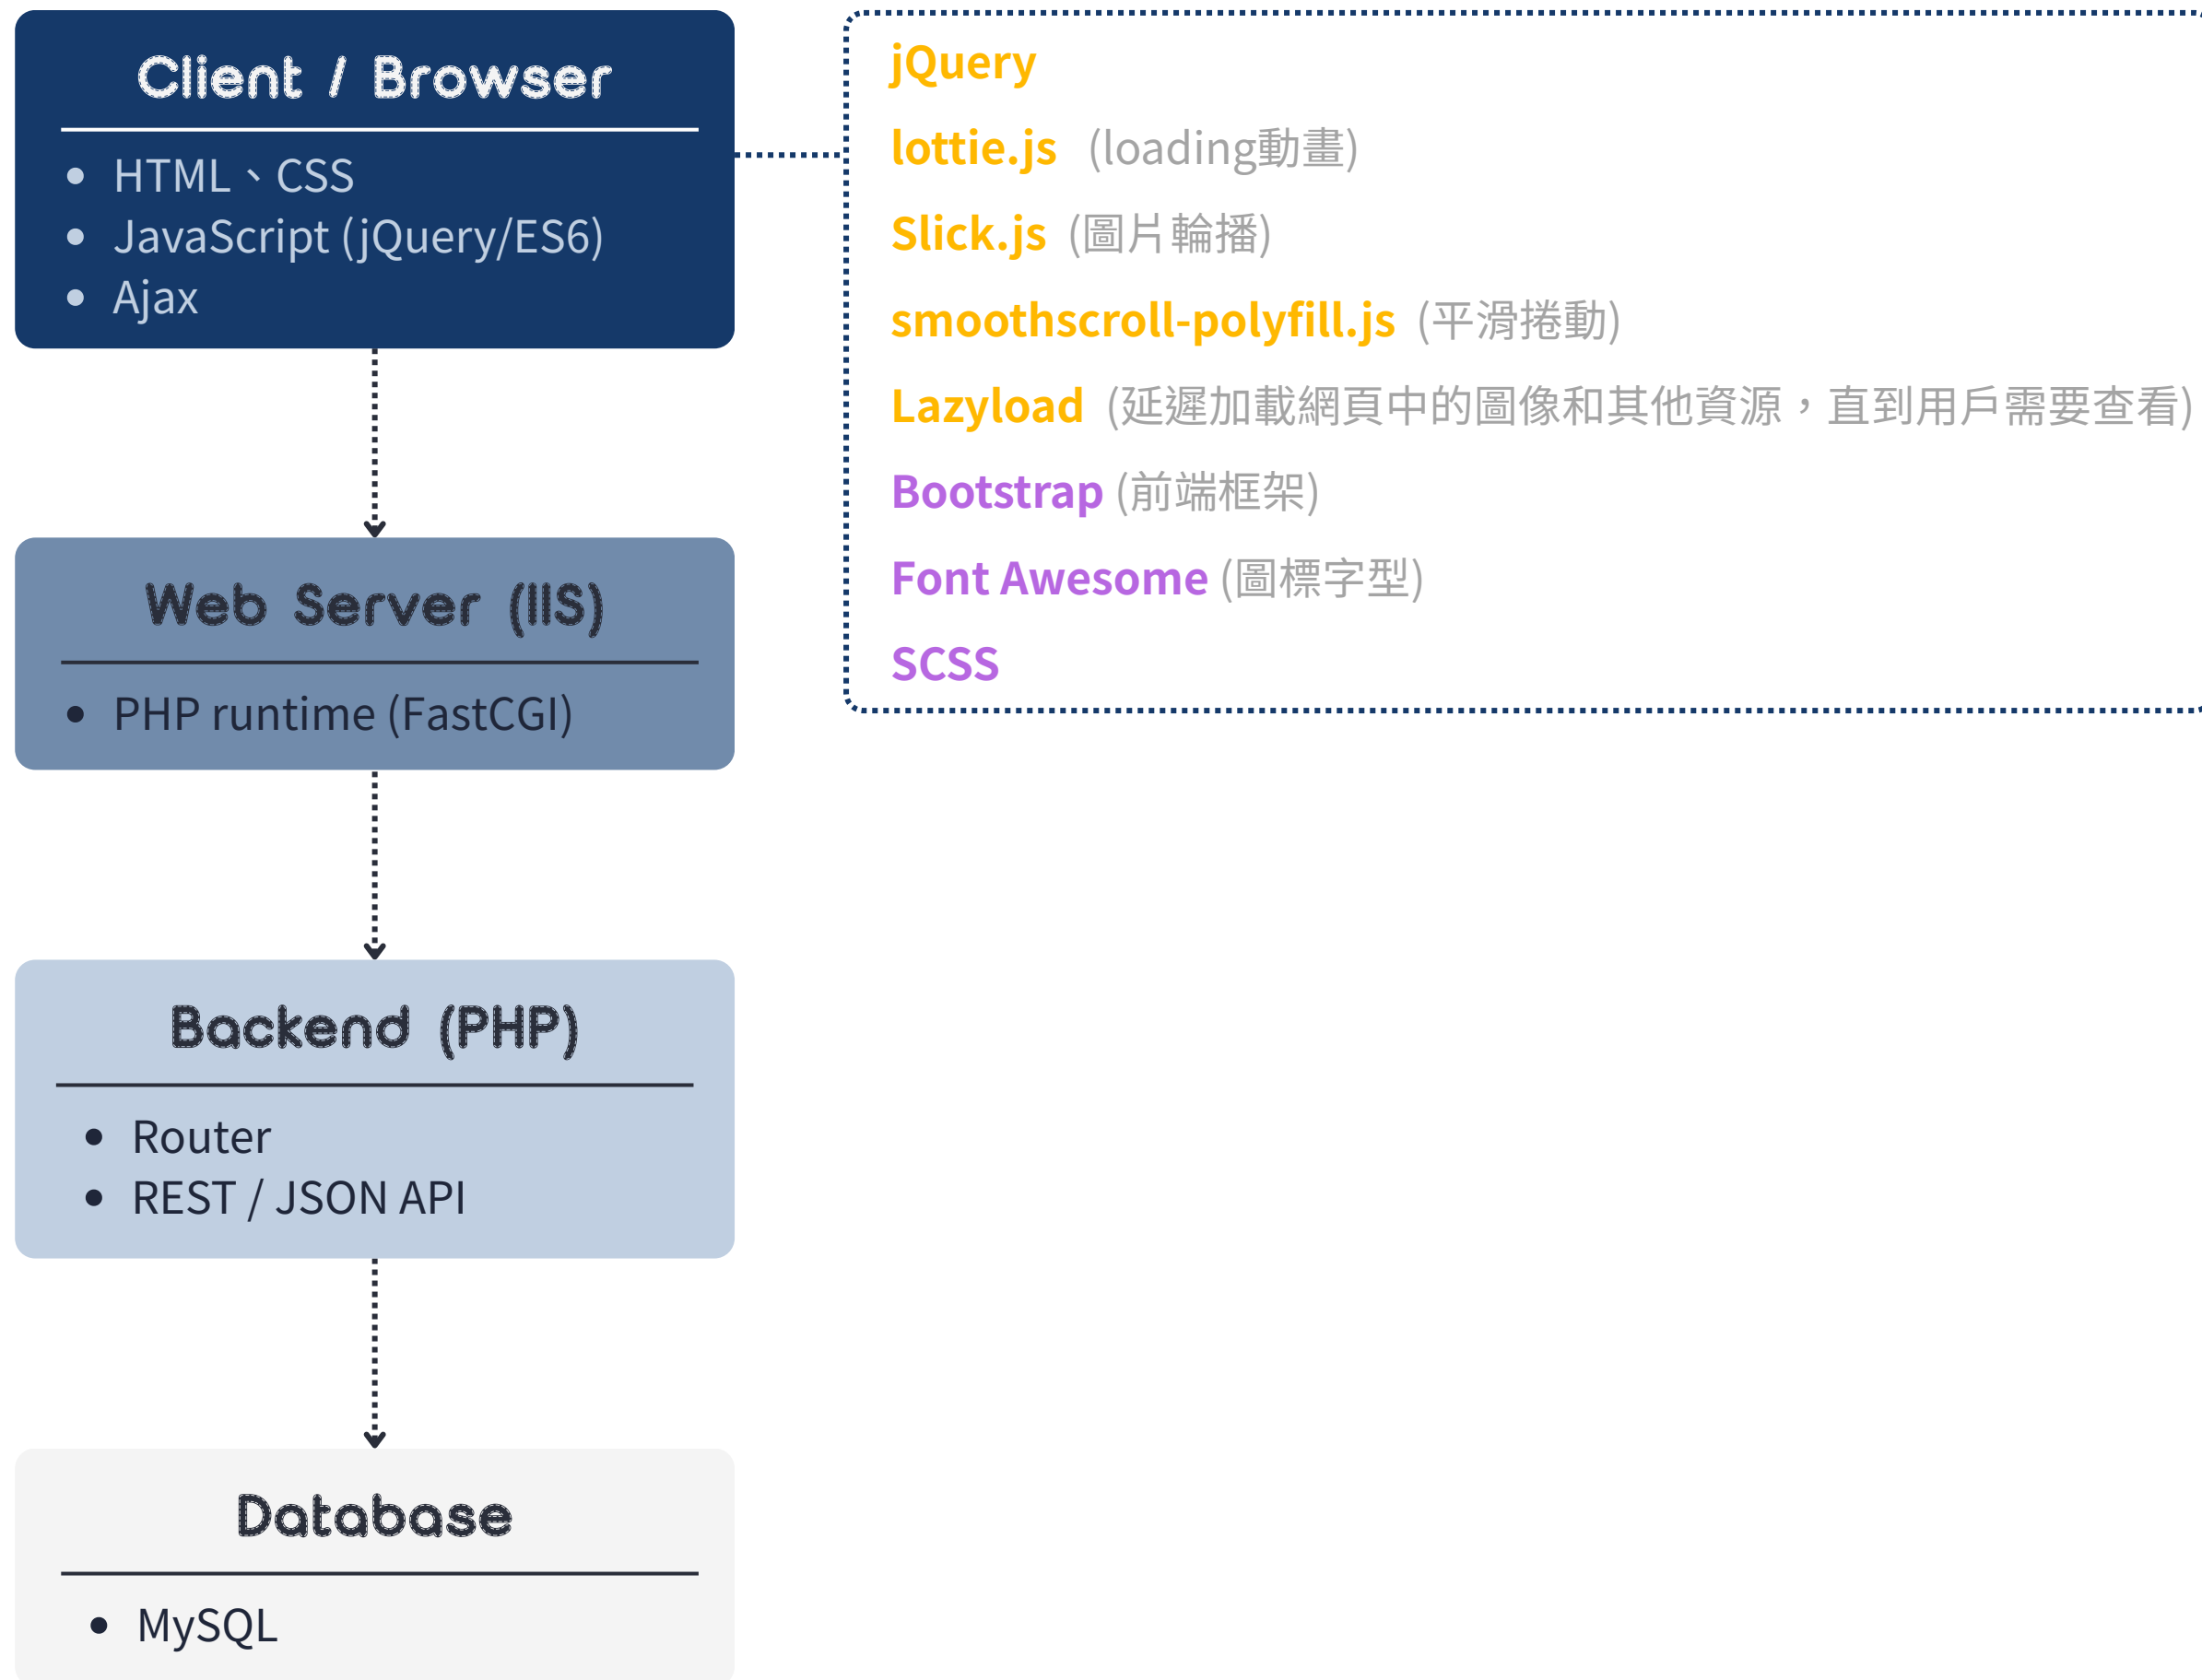 Client / Browser
HTML、CSS
JavaScript (jQuery/ES6)
Ajax
jQuery
lottie.js (loading動畫)
Slick.js (圖片輪播)
smoothscroll-polyfill.js (平滑捲動)
Lazyload (延遲加載網頁中的圖像和其他資源，直到用戶需要查看)
Bootstrap (前端框架)
Font Awesome (圖標字型)
SCSS
Web Server (IIS)
PHP runtime (FastCGI)
Backend (PHP)
Router
REST / JSON API
Database
MySQL